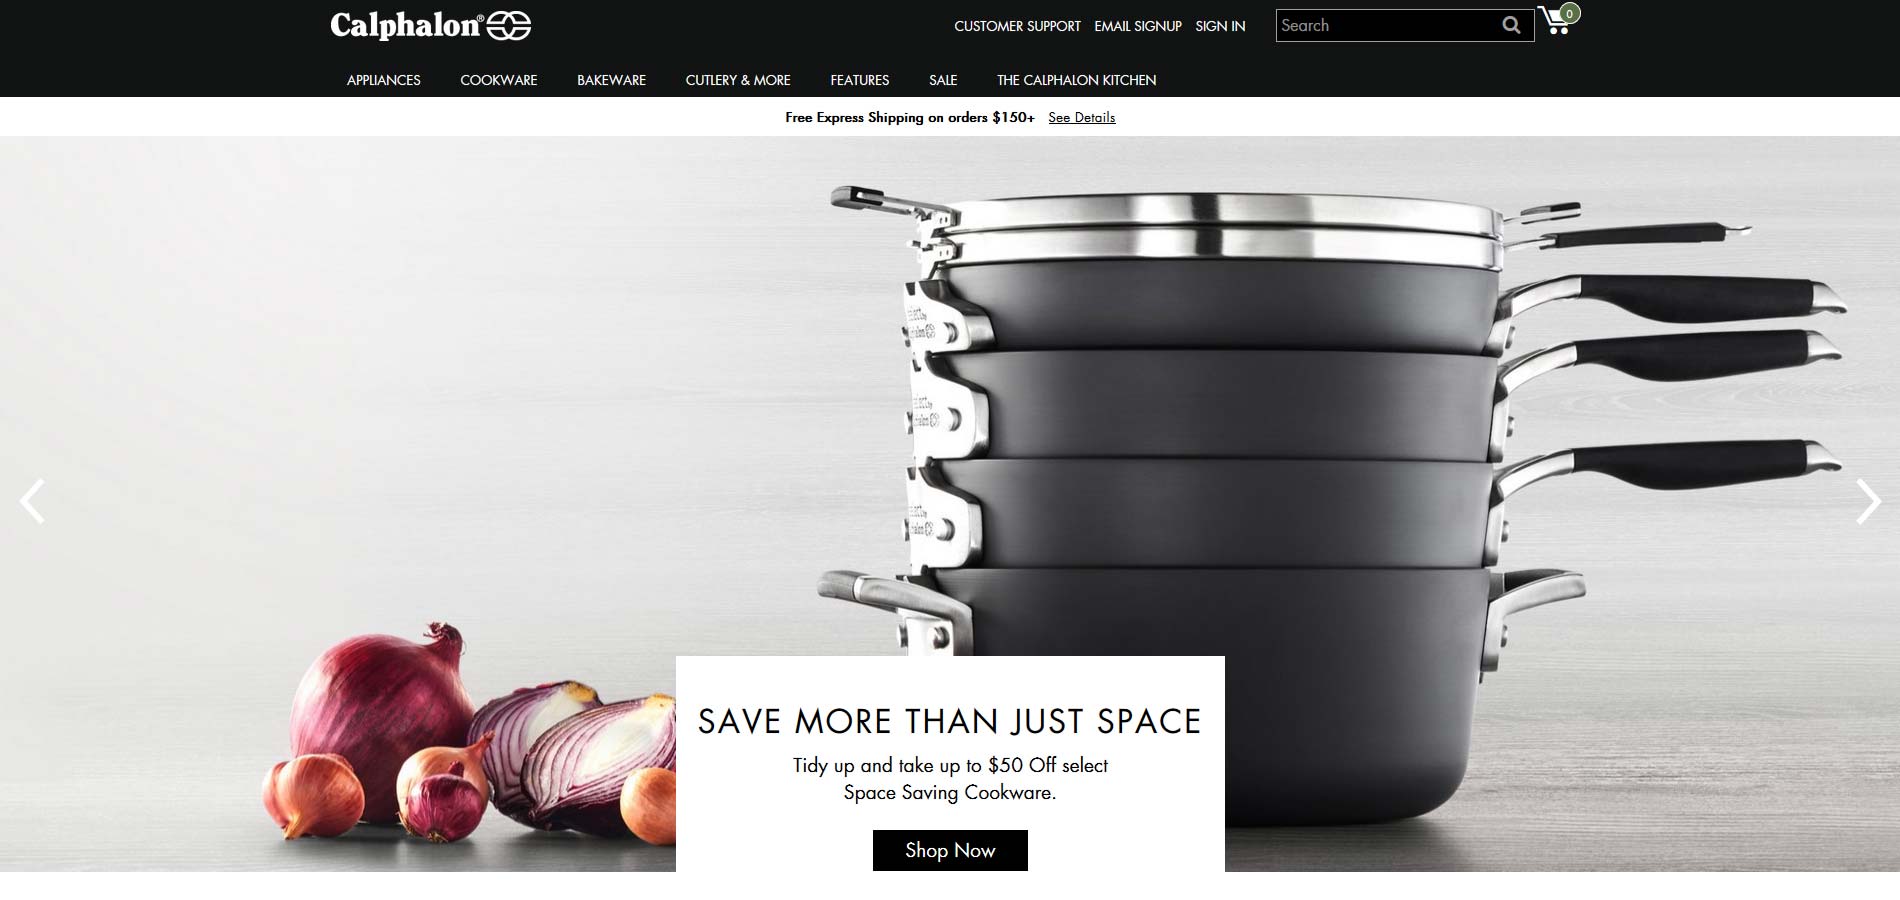 Calphalon®
CUSTOMER SUPPORT EMAIL SIGNUP SIGN IN
Search
0
APPLIANCES COOKWARE BAKEWARE CUTLERY & MORE FEATURES SALE THE CALPHALON KITCHEN
Free Express Shipping on orders $150+ See Details
SAVE MORE THAN JUST SPACE
Tidy up and take up to $50 Off select
Space Saving Cookware.
Shop Now